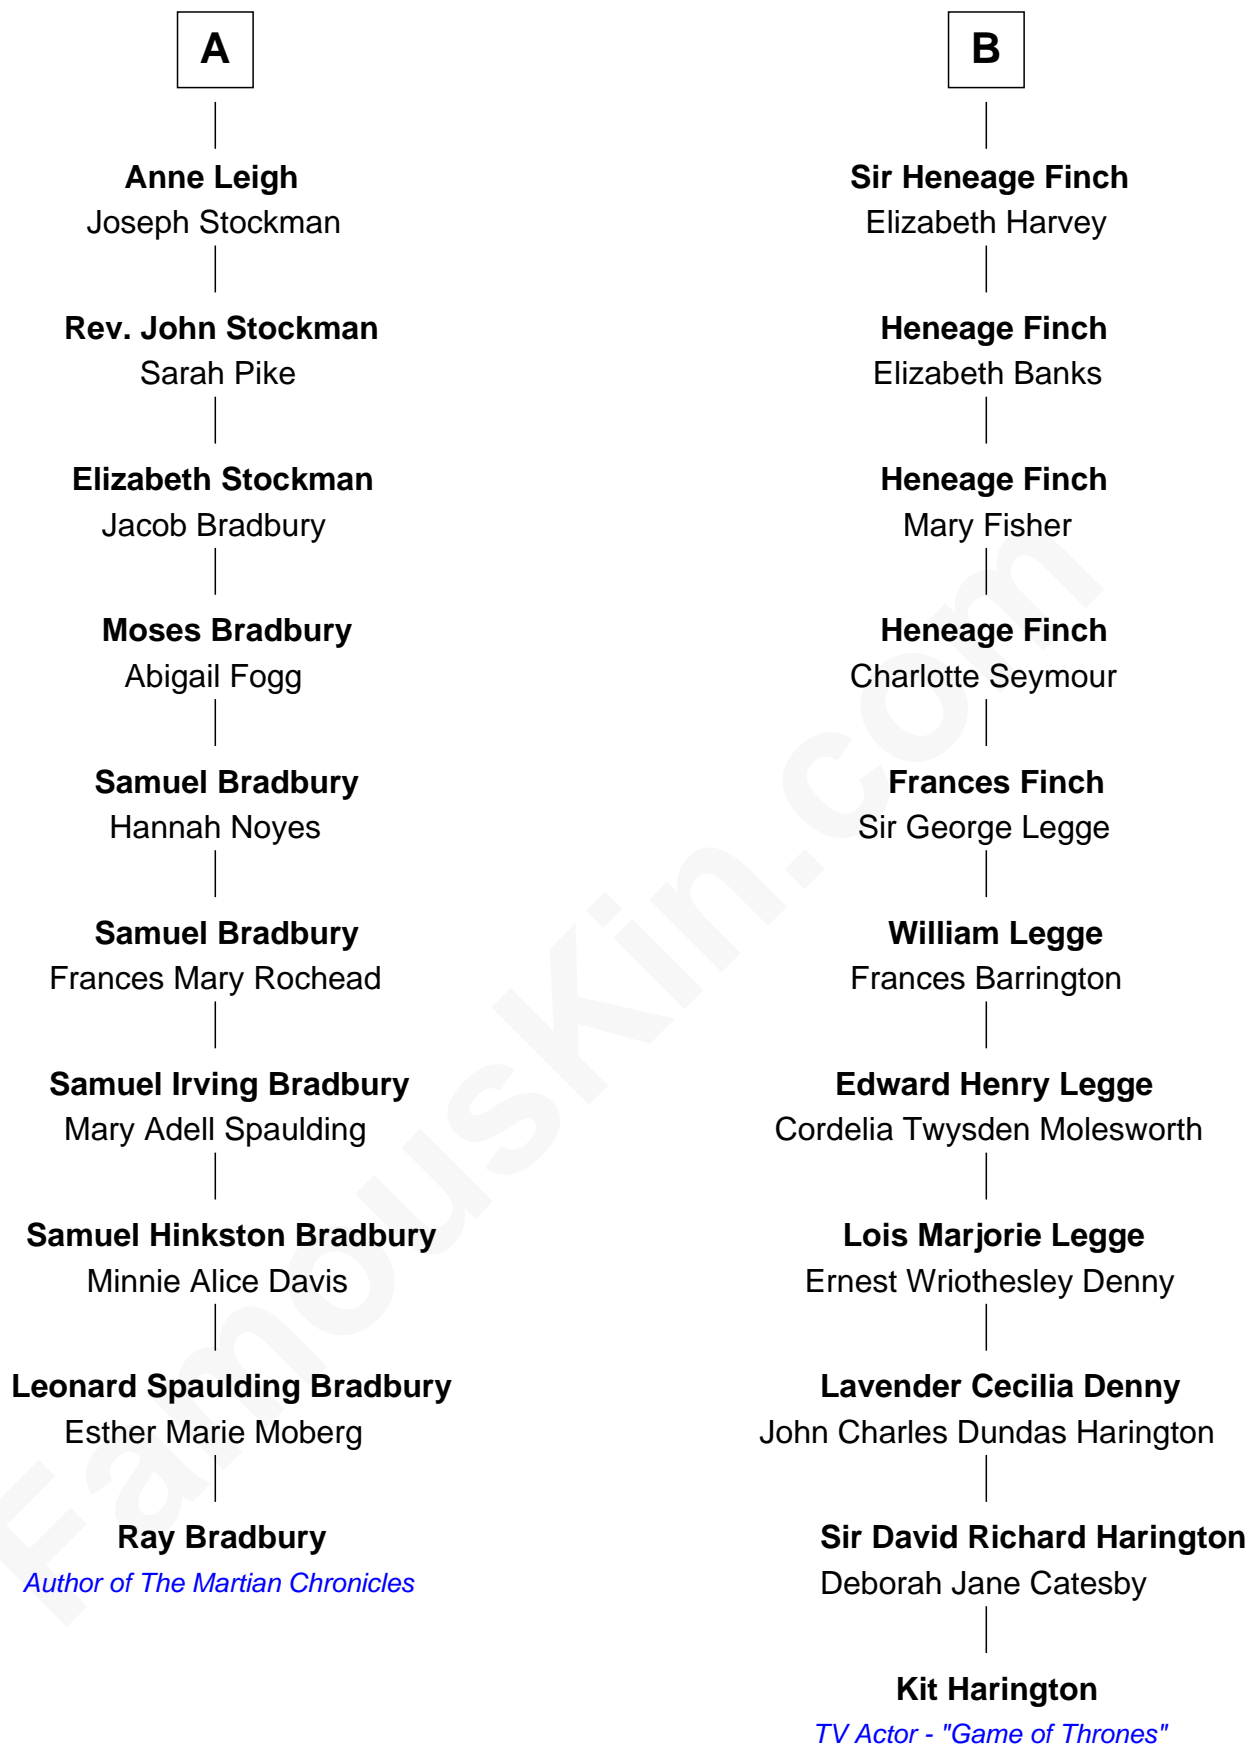 A
Anne Leigh
Joseph Stockman
Rev. John Stockman
Sarah Pike
Elizabeth Stockman
Jacob Bradbury
Moses Bradbury
Abigail Fogg
Samuel Bradbury
Hannah Noyes
Samuel Bradbury
Frances Mary Rochead
Samuel Irving Bradbury
Mary Adell Spaulding
Samuel Hinkston Bradbury
Minnie Alice Davis
Leonard Spaulding Bradbury
Esther Marie Moberg
Ray Bradbury
Author of The Martian Chronicles
B
Sir Heneage Finch
Elizabeth Harvey
Heneage Finch
Elizabeth Banks
Heneage Finch
Mary Fisher
Heneage Finch
Charlotte Seymour
Frances Finch
Sir George Legge
William Legge
Frances Barrington
Edward Henry Legge
Cordelia Twysden Molesworth
Lois Marjorie Legge
Ernest Wriothesley Denny
Lavender Cecilia Denny
John Charles Dundas Harington
Sir David Richard Harington
Deborah Jane Catesby
Kit Harington
TV Actor - "Game of Thrones"
FamousKin.com